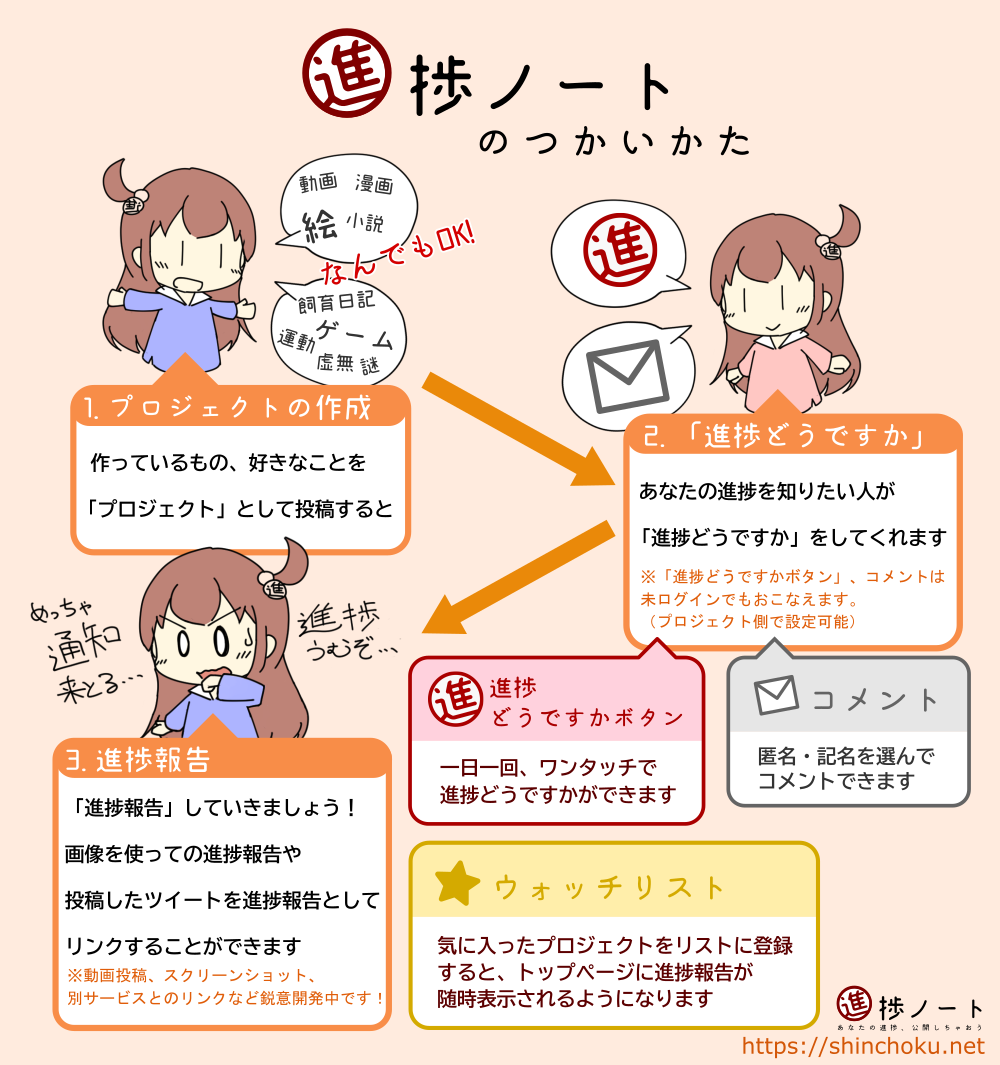 進捗ノート
のつかいかた
動画 漫画
絵 小説
なんでもOK!
飼育日記
運動 ゲーム
虚無 謎
進
進
進
1. プロジェクトの作成
作っているもの、好きなことを
「プロジェクト」として投稿すると
2. 「進捗どうですか」
あなたの進捗を知りたい人が
「進捗どうですか」をしてくれます
※「進捗どうですかボタン」、コメントは
未ログインでもおこなえます。
(プロジェクト側で設定可能)
進
めっちゃ
通知
来とる…
進捗
うむぞ…
3. 進捗報告
「進捗報告」していきましょう!
画像を使っての進捗報告や
投稿したツイートを進捗報告として
リンクすることができます
※動画投稿、スクリーンショット、
別サービスとのリンクなど鋭意開発中です!
進 進捗
どうですかボタン
一日一回、ワンタッチで
進捗どうですかができます
コメント
匿名・記名を選んで
コメントできます
ウォッチリスト
気に入ったプロジェクトをリストに登録
すると、トップページに進捗報告が
随時表示されるようになります
進捗ノート
あなたの進捗、公開しちゃおう
https://shinchoku.net